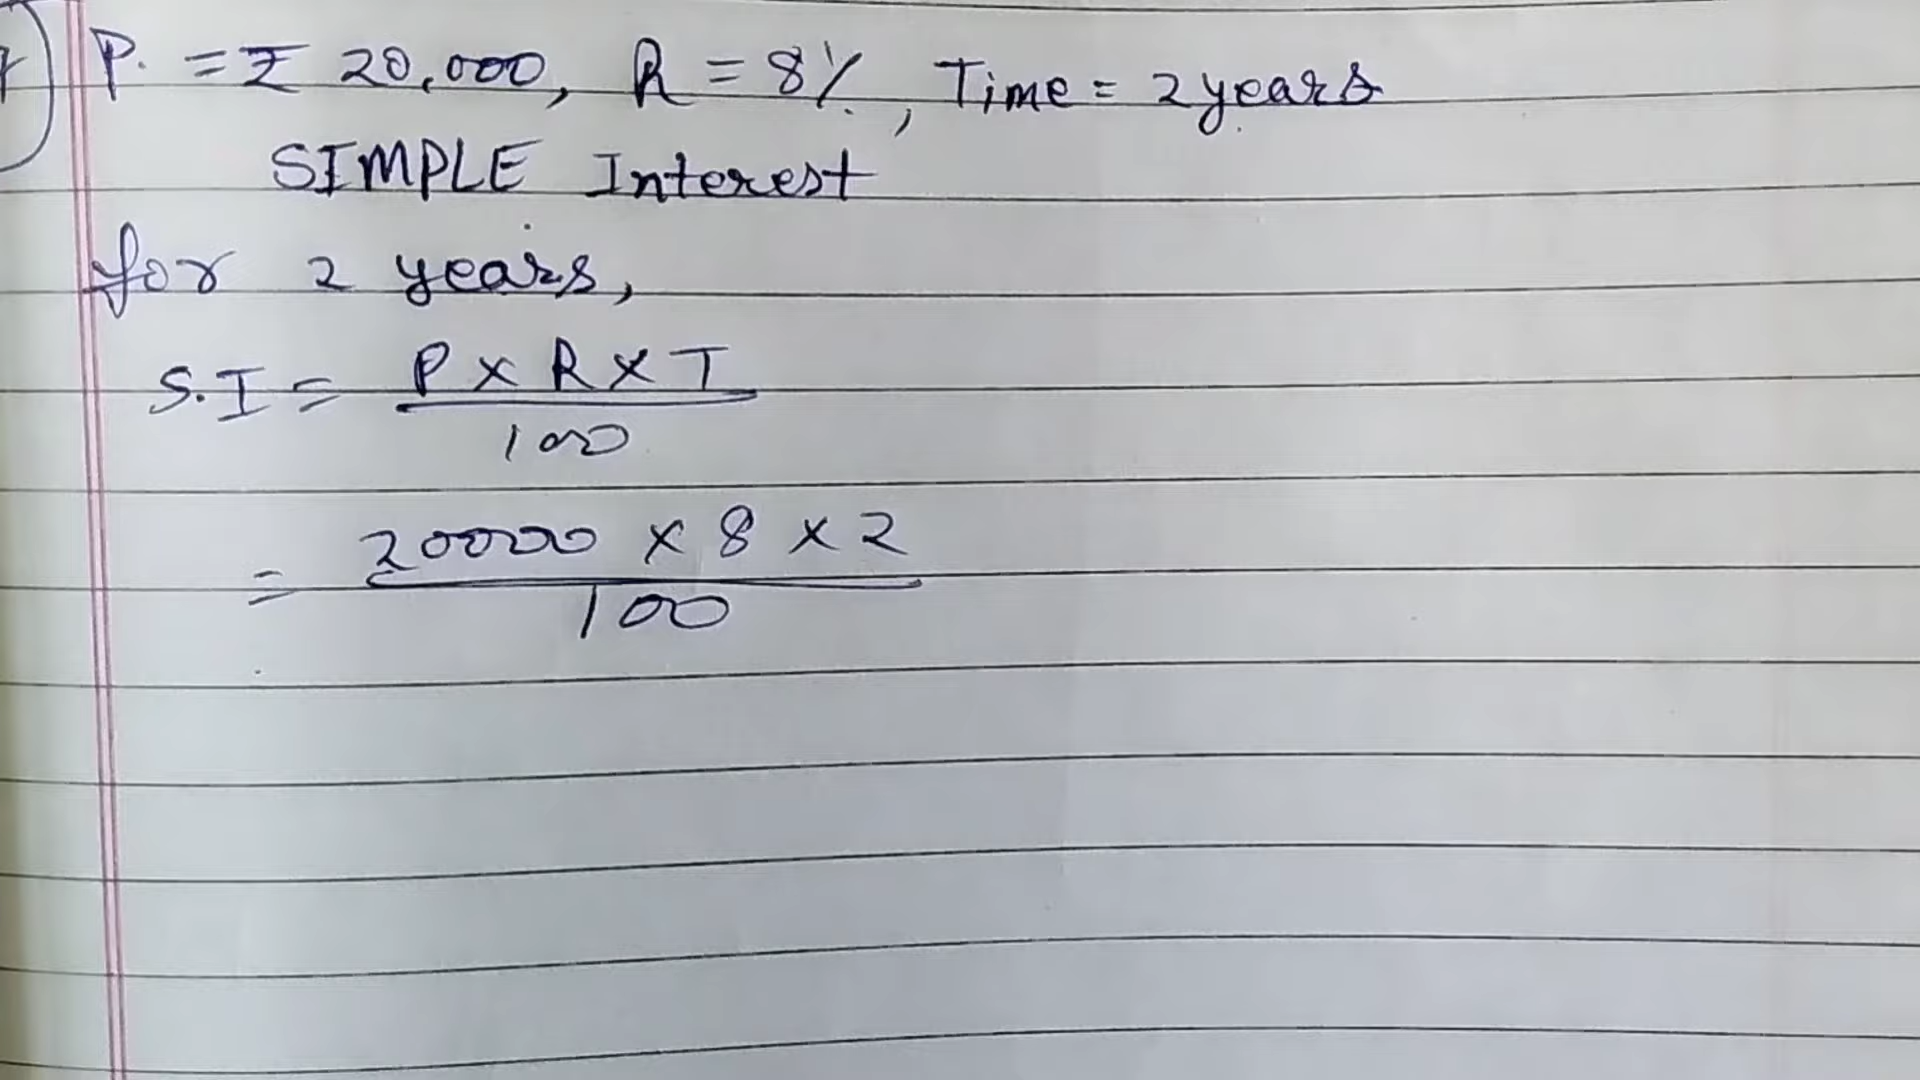 P. = ₹ 20,000, R = 8%, Time = 2 years
SIMPLE Interest
for 2 years,
S.I = P × R × T
100
= 20000 × 8 × 2
100